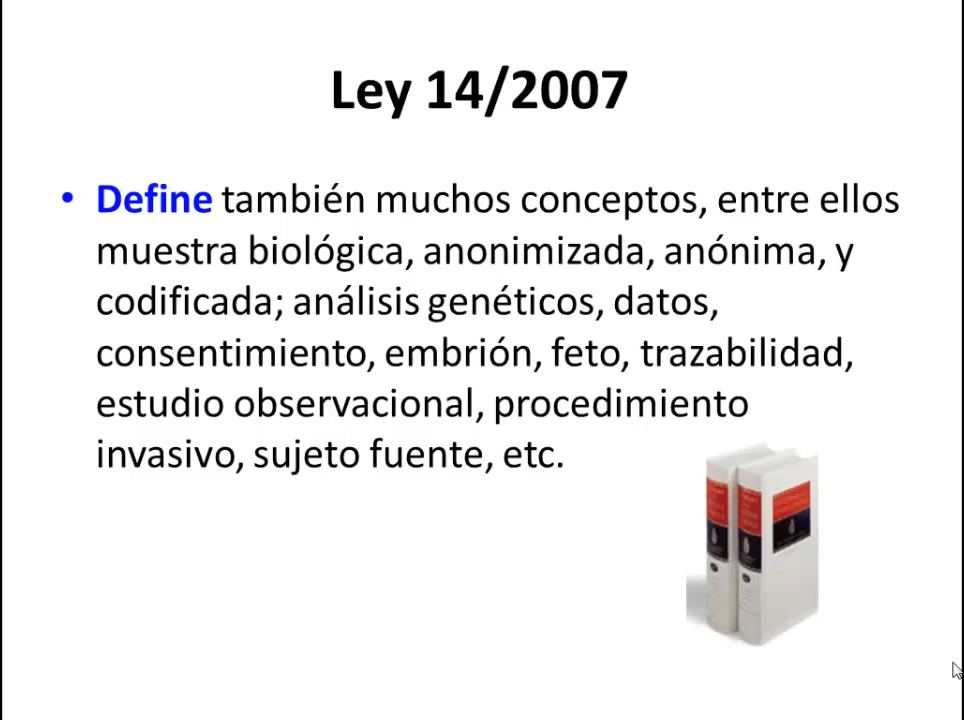 Ley 14/2007
• Define también muchos conceptos, entre ellos
muestra biológica, anonimizada, anónima, y
codificada; análisis genéticos, datos,
consentimiento, embrión, feto, trazabilidad,
estudio observacional, procedimiento
invasivo, sujeto fuente, etc.